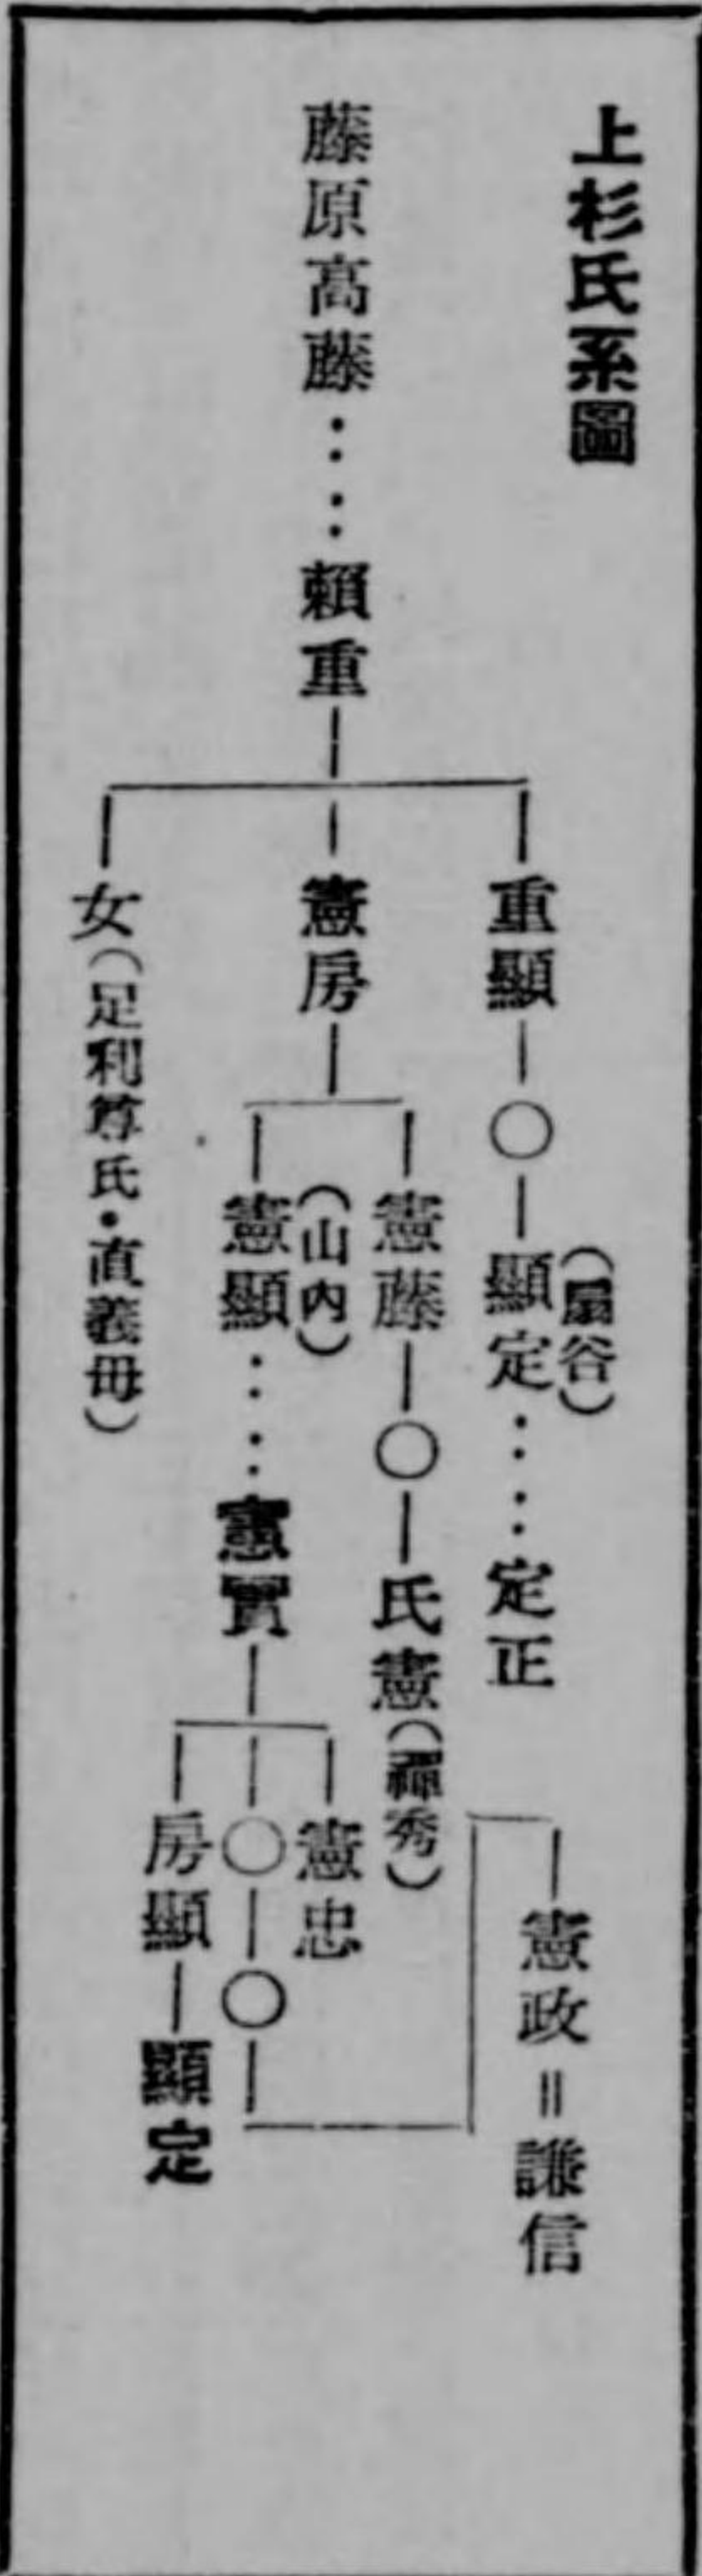 上杉氏系圖
藤原高藤……頼重
重顯―○―顯定……定正
(扇谷)
憲房
憲藤―○―氏憲(禪秀)
憲顯……憲實
(山内)
憲忠
○―○
憲政＝謙信
房顯―顯定
女(足利尊氏・直義母)